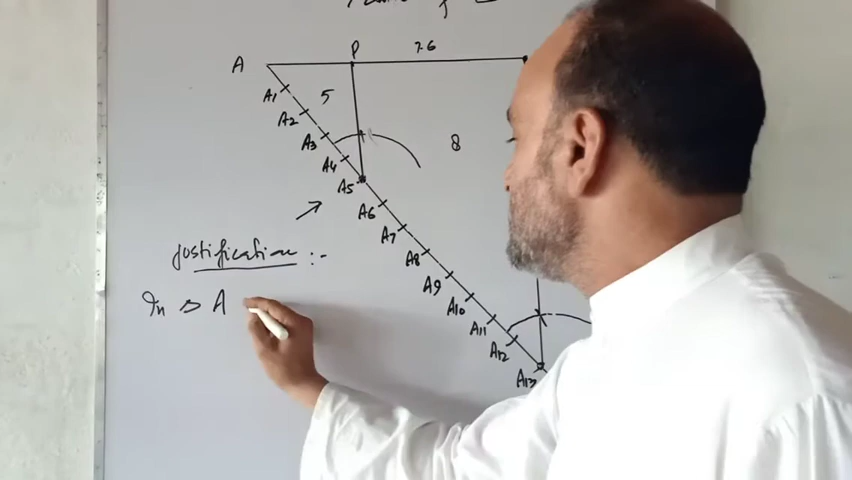 A P 7.6
5
8
A1
A2
A3
A4
A5
A6
A7
A8
A9
A10
A11
A12
A13
Justification :-
In △ A